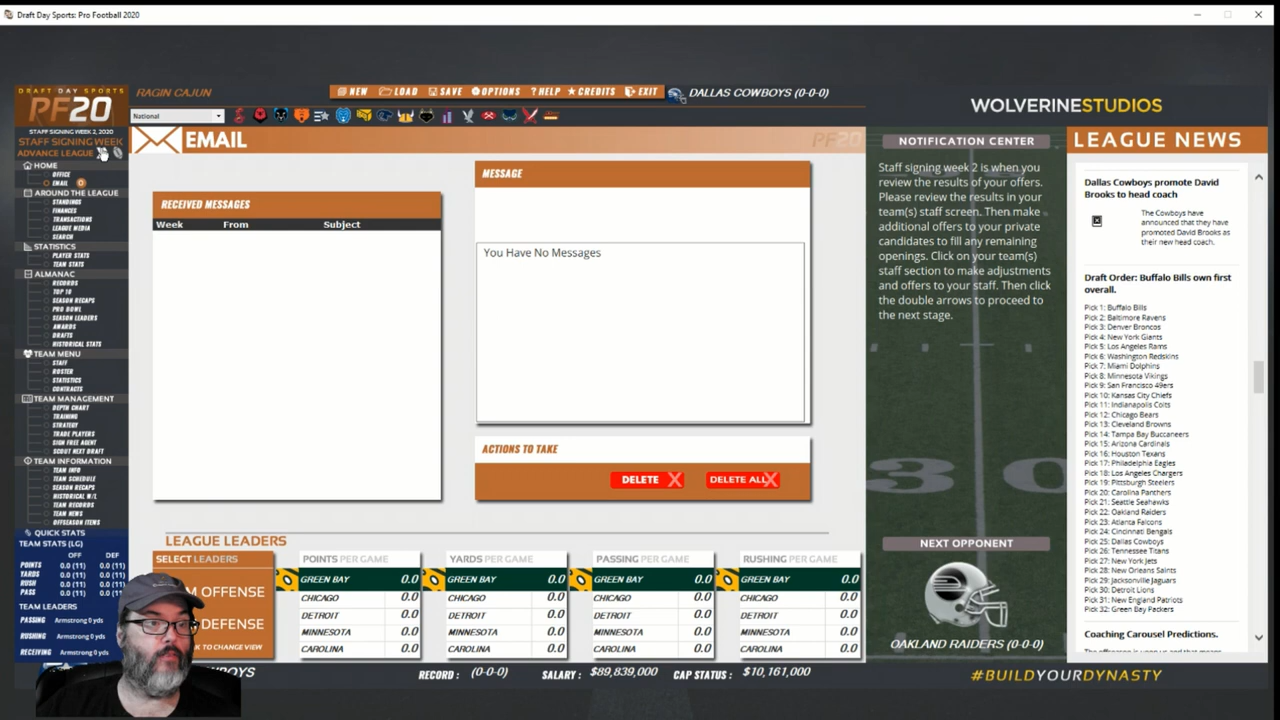 Draft Day Sports: Pro Football 2020
DRAFT DAY SPORTS
PF20
STAFF SIGNING WEEK 2, 2020
STAFF SIGNING WEEK
ADVANCE LEAGUE
RAGIN CAJUN
NEW LOAD SAVE OPTIONS ? HELP CREDITS EXIT
DALLAS COWBOYS (0-0-0)
National
WOLVERINESTUDIOS
HOME
OFFICE
EMAIL 0
AROUND THE LEAGUE
STANDINGS
FINANCES
TRANSACTIONS
LEAGUE MEDIA
SEARCH
STATISTICS
PLAYER STATS
TEAM STATS
ALMANAC
RECORDS
TOP 10
SEASON RECAPS
PRO BOWL
SEASON LEADERS
AWARDS
DRAFTS
HISTORICAL STATS
TEAM MENU
STAFF
ROSTER
STATISTICS
CONTRACTS
TEAM MANAGEMENT
DEPTH CHART
TRAINING
STRATEGY
TRADE PLAYERS
SIGN FREE AGENT
SCOUT NEXT DRAFT
TEAM INFORMATION
TEAM INFO
TEAM SCHEDULE
SEASON RECAPS
HISTORICAL W/L
TEAM RECORDS
TEAM NEWS
OFFSEASON ITEMS
QUICK STATS
TEAM STATS (LG)
OFF DEF
POINTS 0.0 (11) 0.0 (11)
YARDS 0.0 (11) 0.0 (11)
RUSH 0.0 (11) 0.0 (11)
PASS 0.0 (11) 0.0 (11)
TEAM LEADERS
PASSING Armstrong 0 yds
RUSHING Armstrong 0 yds
RECEIVING Armstrong 0 yds
EMAIL
PF20
RECEIVED MESSAGES
Week From Subject
MESSAGE
You Have No Messages
ACTIONS TO TAKE
DELETE X
DELETE ALL X
LEAGUE LEADERS
SELECT LEADERS
M OFFENSE
DEFENSE
K TO CHANGE VIEW
POINTS PER GAME
GREEN BAY 0.0
CHICAGO 0.0
DETROIT 0.0
MINNESOTA 0.0
CAROLINA 0.0
YARDS PER GAME
GREEN BAY 0.0
CHICAGO 0.0
DETROIT 0.0
MINNESOTA 0.0
CAROLINA 0.0
PASSING PER GAME
GREEN BAY 0.0
CHICAGO 0.0
DETROIT 0.0
MINNESOTA 0.0
CAROLINA 0.0
RUSHING PER GAME
GREEN BAY 0.0
CHICAGO 0.0
DETROIT 0.0
MINNESOTA 0.0
CAROLINA 0.0
WBOYS
RECORD : (0-0-0) SALARY: $89,839,000 CAP STATUS : $10,161,000
NOTIFICATION CENTER
Staff signing week 2 is when you
review the results of your offers.
Please review the results in your
team(s) staff screen. Then make
additional offers to your private
candidates to fill any remaining
openings. Click on your team(s)
staff section to make adjustments
and offers to your staff. Then click
the double arrows to proceed to
the next stage.
30
NEXT OPPONENT
OAKLAND RAIDERS (0-0-0)
LEAGUE NEWS
Dallas Cowboys promote David
Brooks to head coach
The Cowboys have
announced that they have
promoted David Brooks as
their new head coach.
Draft Order: Buffalo Bills own first
overall.
Pick 1: Buffalo Bills
Pick 2: Baltimore Ravens
Pick 3: Denver Broncos
Pick 4: New York Giants
Pick 5: Los Angeles Rams
Pick 6: Washington Redskins
Pick 7: Miami Dolphins
Pick 8: Minnesota Vikings
Pick 9: San Francisco 49ers
Pick 10: Kansas City Chiefs
Pick 11: Indianapolis Colts
Pick 12: Chicago Bears
Pick 13: Cleveland Browns
Pick 14: Tampa Bay Buccaneers
Pick 15: Arizona Cardinals
Pick 16: Houston Texans
Pick 17: Philadelphia Eagles
Pick 18: Los Angeles Chargers
Pick 19: Pittsburgh Steelers
Pick 20: Carolina Panthers
Pick 21: Seattle Seahawks
Pick 22: Oakland Raiders
Pick 23: Atlanta Falcons
Pick 24: Cincinnati Bengals
Pick 25: Dallas Cowboys
Pick 26: Tennessee Titans
Pick 27: New York Jets
Pick 28: New Orleans Saints
Pick 29: Jacksonville Jaguars
Pick 30: Detroit Lions
Pick 31: New England Patriots
Pick 32: Green Bay Packers
Coaching Carousel Predictions.
#BUILDYOURDYNASTY